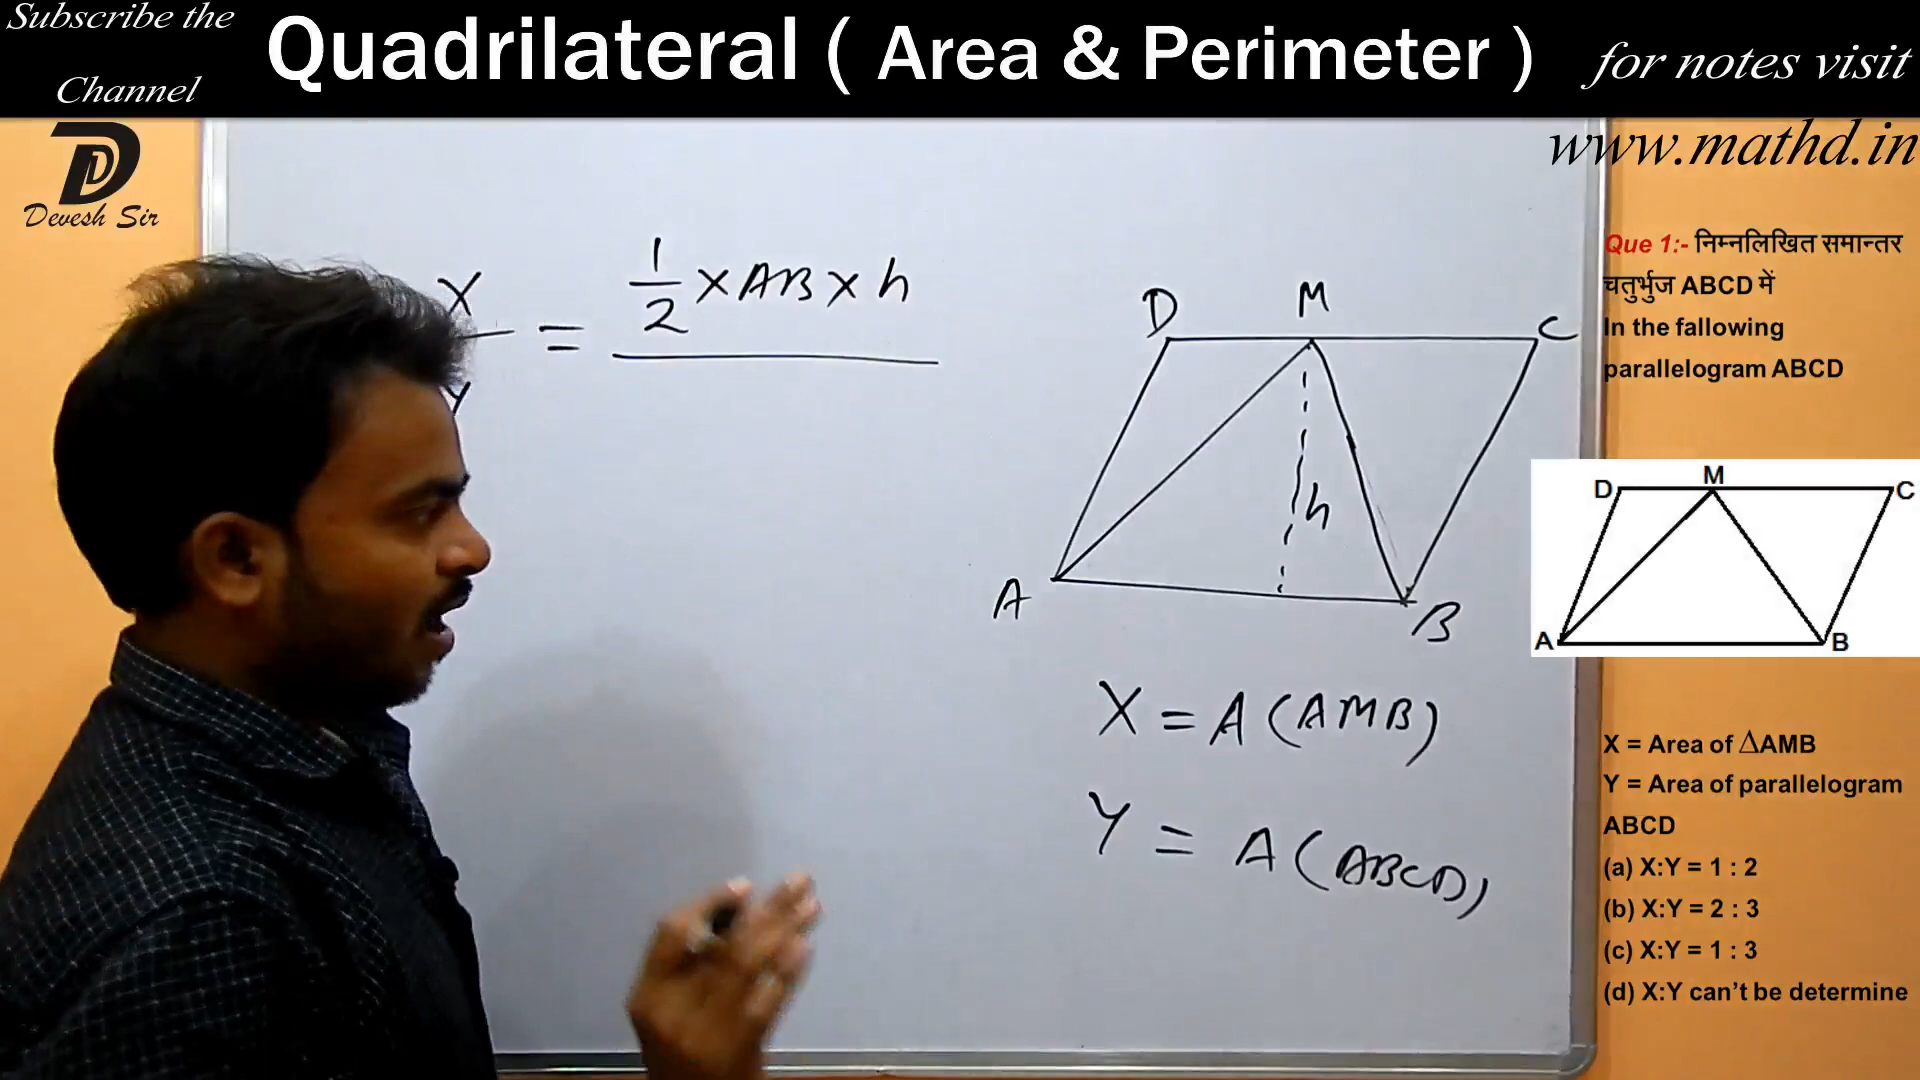 Subscribe the
Channel
Quadrilateral ( Area & Perimeter )
for notes visit
www.mathd.in
D
Devesh Sir
X
Y
=
1
2
× AB × h
D M C
h
A
B
X = A (AMB)
Y = A (ABCD)
Que 1:- निम्नलिखित समान्तर
चतुर्भुज ABCD में
In the fallowing
parallelogram ABCD
D M C
A B
X = Area of ∆AMB
Y = Area of parallelogram
ABCD
(a) X:Y = 1 : 2
(b) X:Y = 2 : 3
(c) X:Y = 1 : 3
(d) X:Y can't be determine